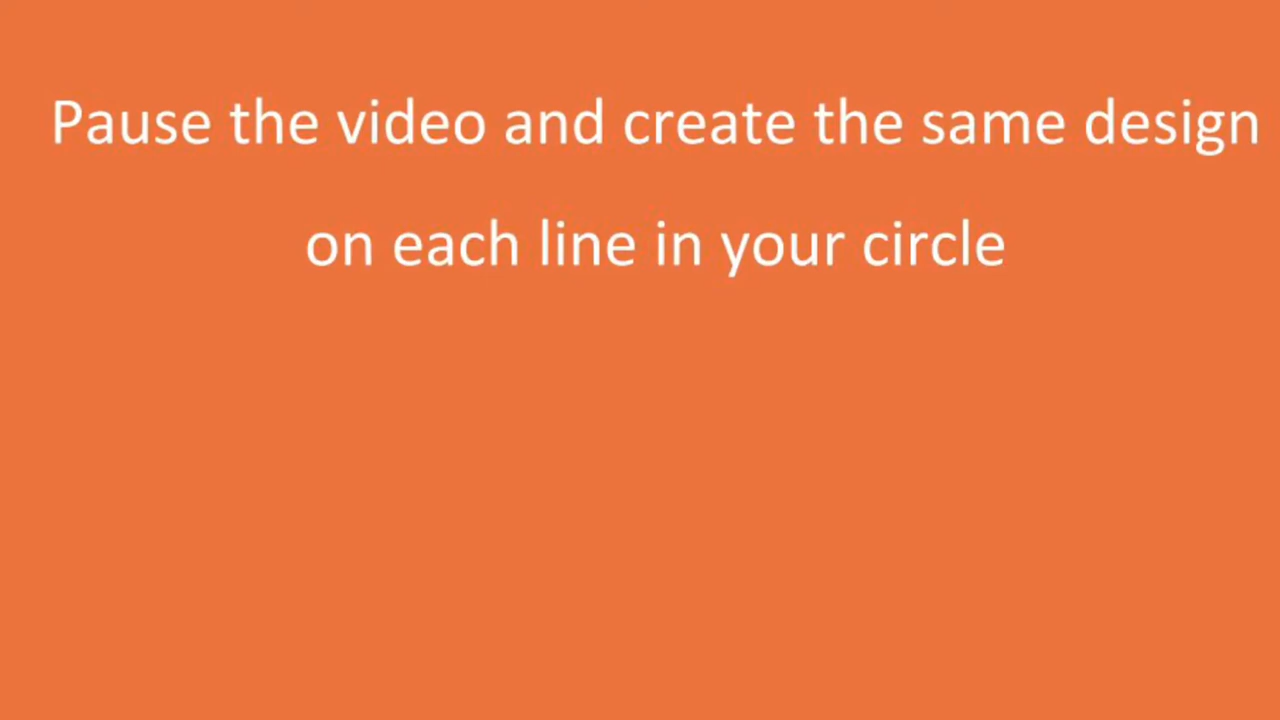 Pause the video and create the same design
on each line in your circle